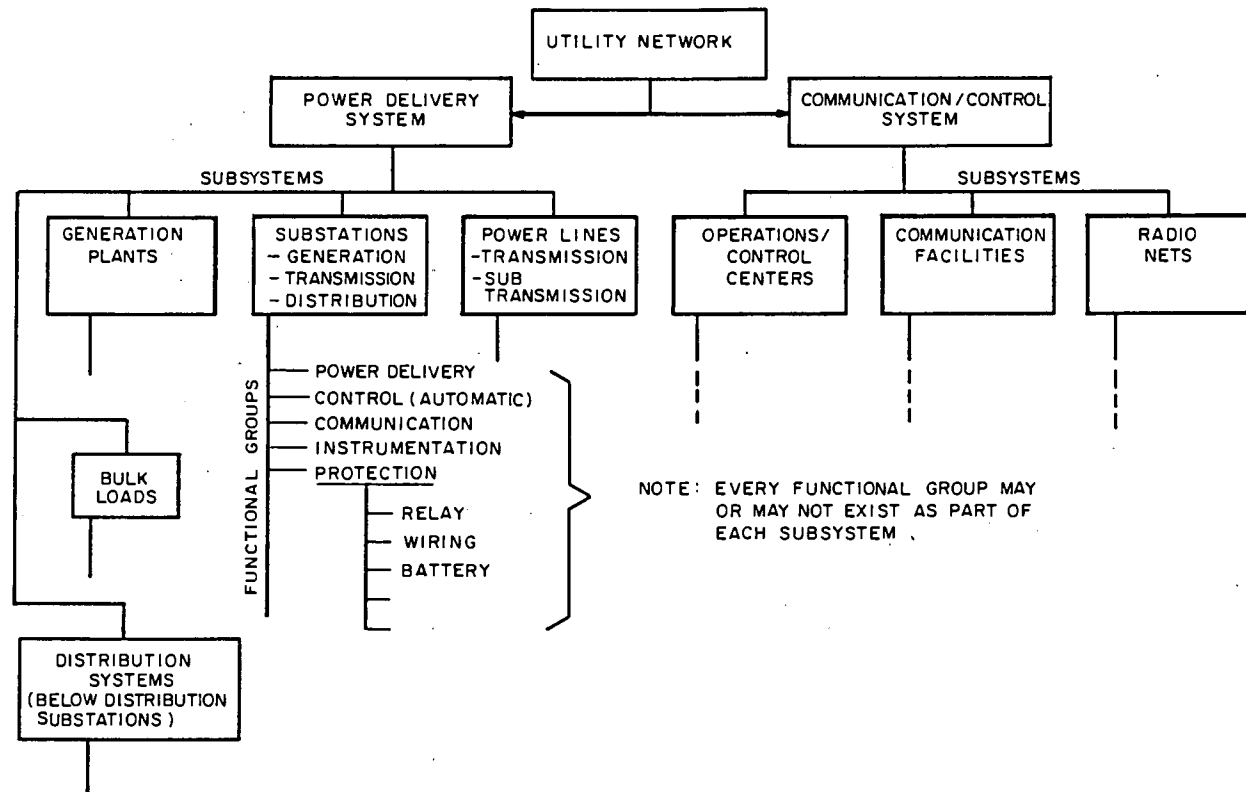 UTILITY NETWORK
POWER DELIVERY
SYSTEM
COMMUNICATION/CONTROL
SYSTEM
SUBSYSTEMS
SUBSYSTEMS
GENERATION
PLANTS
SUBSTATIONS
- GENERATION
- TRANSMISSION
- DISTRIBUTION
POWER LINES
- TRANSMISSION
- SUB
TRANSMISSION
OPERATIONS/
CONTROL
CENTERS
COMMUNICATION
FACILITIES
RADIO
NETS
FUNCTIONAL GROUPS
POWER DELIVERY
CONTROL (AUTOMATIC)
COMMUNICATION
INSTRUMENTATION
PROTECTION
RELAY
WIRING
BATTERY
BULK
LOADS
NOTE: EVERY FUNCTIONAL GROUP MAY
OR MAY NOT EXIST AS PART OF
EACH SUBSYSTEM .
DISTRIBUTION
SYSTEMS
(BELOW DISTRIBUTION
SUBSTATIONS)